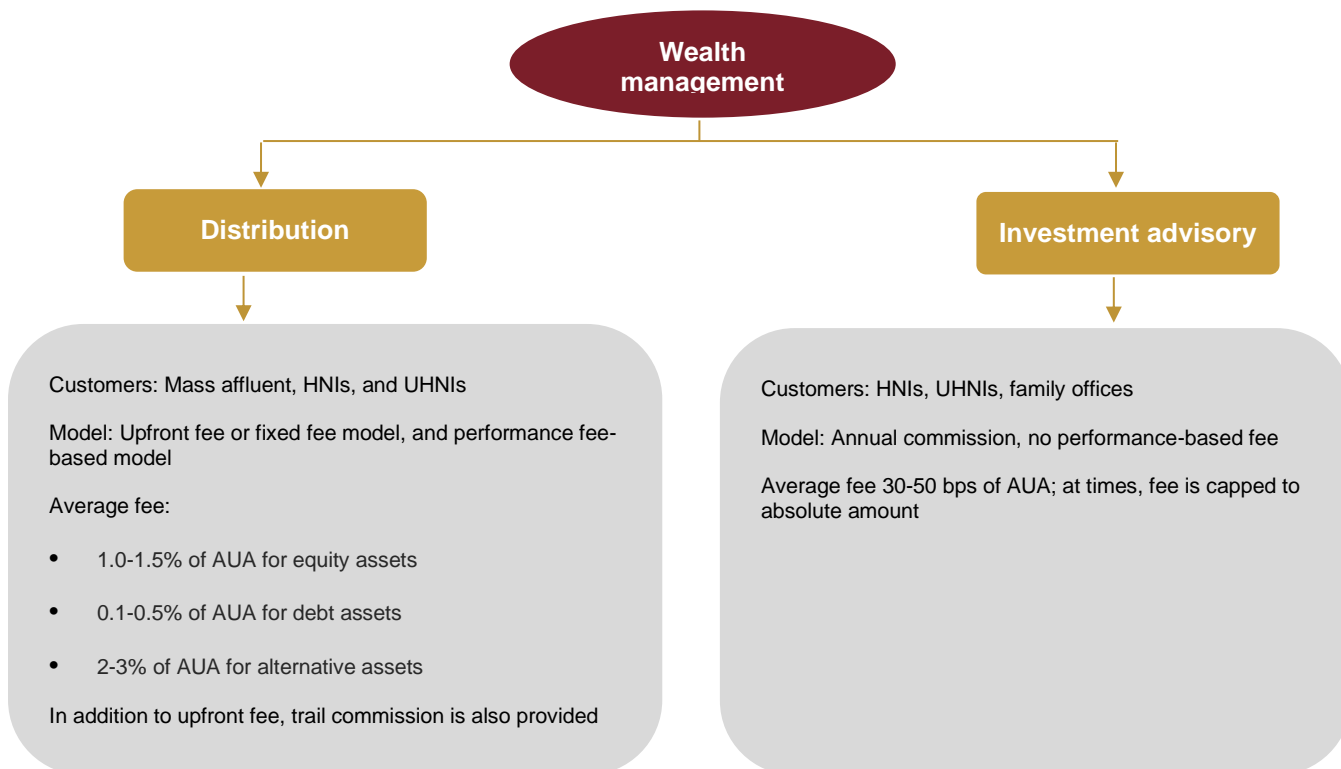 Wealth
management
Distribution
Investment advisory
Customers: Mass affluent, HNIs, and UHNIs
Model: Upfront fee or fixed fee model, and performance fee-
based model
Average fee:
• 1.0-1.5% of AUA for equity assets
• 0.1-0.5% of AUA for debt assets
• 2-3% of AUA for alternative assets
In addition to upfront fee, trail commission is also provided
Customers: HNIs, UHNIs, family offices
Model: Annual commission, no performance-based fee
Average fee 30-50 bps of AUA; at times, fee is capped to
absolute amount